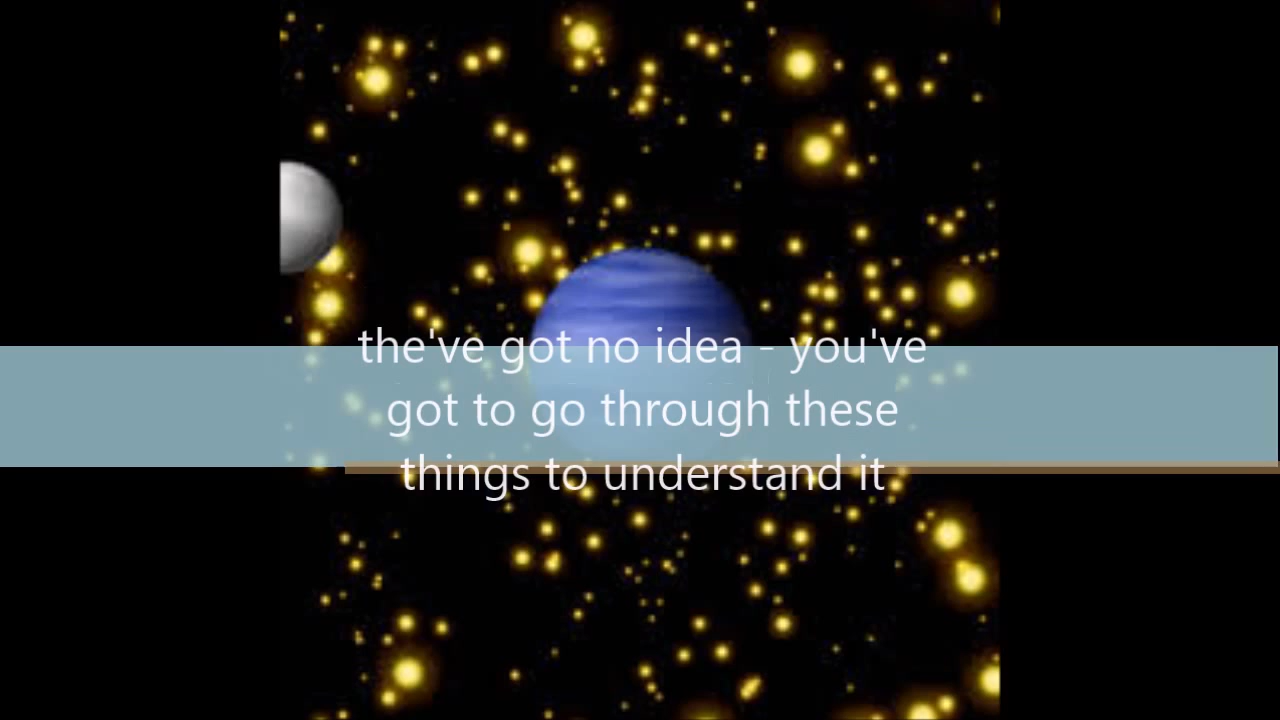 the've got no idea - you've
got to go through these
things to understand it